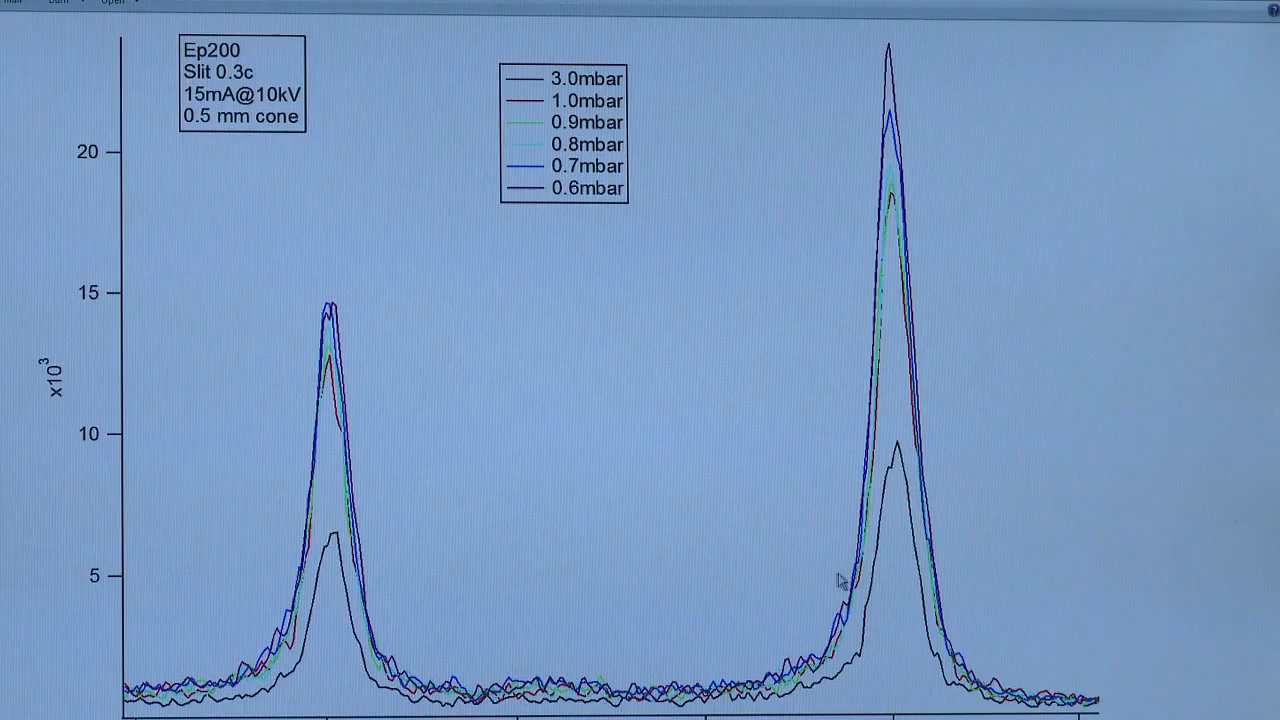 Ep200
Slit 0.3c
15mA@10kV
0.5 mm cone
3.0mbar
1.0mbar
0.9mbar
0.8mbar
0.7mbar
0.6mbar
20
15
x10³
10
5